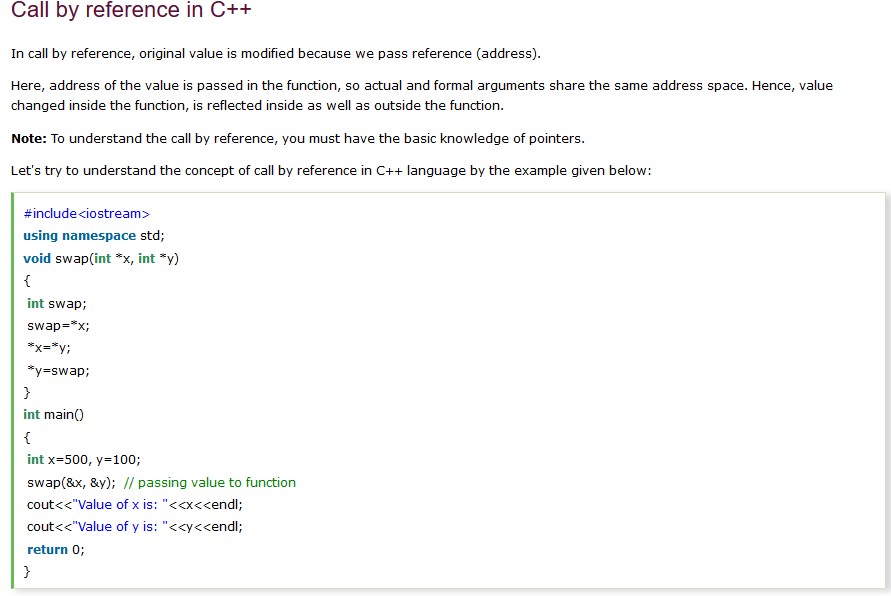 Call by reference in C++
In call by reference, original value is modified because we pass reference (address).
Here, address of the value is passed in the function, so actual and formal arguments share the same address space. Hence, value
changed inside the function, is reflected inside as well as outside the function.
Note: To understand the call by reference, you must have the basic knowledge of pointers.
Let's try to understand the concept of call by reference in C++ language by the example given below:
#include<iostream>
using namespace std;
void swap(int *x, int *y)
{
int swap;
swap=*x;
*x=*y;
*y=swap;
}
int main()
{
int x=500, y=100;
swap(&x, &y);  // passing value to function
cout<<"Value of x is: "<<x<<endl;
cout<<"Value of y is: "<<y<<endl;
return 0;
}